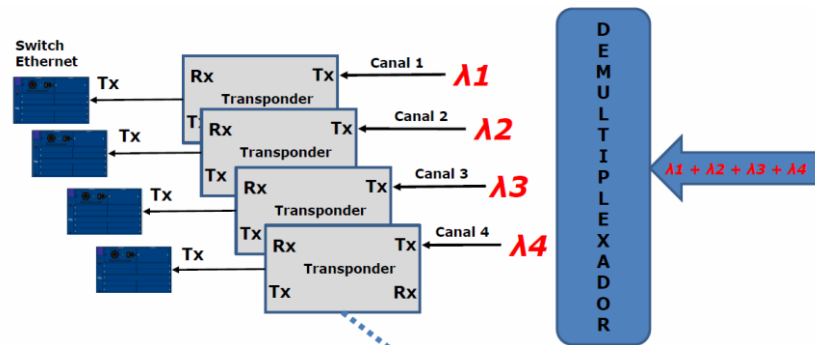 Switch
Ethernet
Tx
Rx
Tx
Canal 1
λ1
Transponder
Tx
Rx
Tx
Canal 2
λ2
Transponder
Tx
Tx
Rx
Tx
Canal 3
λ3
Transponder
Tx
Tx
Rx
Tx
Canal 4
λ4
Transponder
Tx
Rx
DEMULTIPLEXADOR
λ1 + λ2 + λ3 + λ4